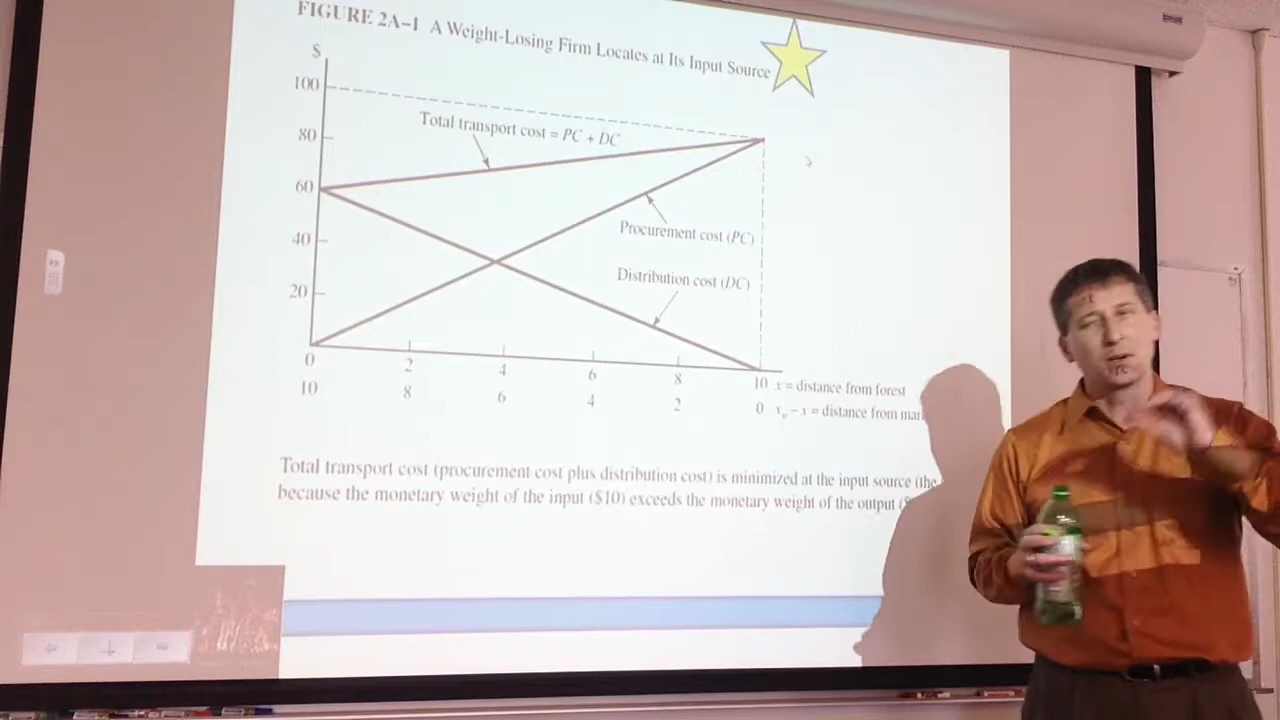 FIGURE 2A–1 A Weight-Losing Firm Locates at Its Input Source
$
100
Total transport cost = PC + DC
80
60
Procurement cost (PC)
40
Distribution cost (DC)
20
0 2 4 6 8 10 x = distance from forest
10 8 6 4 2 0 – x = distance from
Total transport cost (procurement cost plus distribution cost) is minimized at the input source (the
because the monetary weight of the input ($10) exceeds the monetary weight of the output